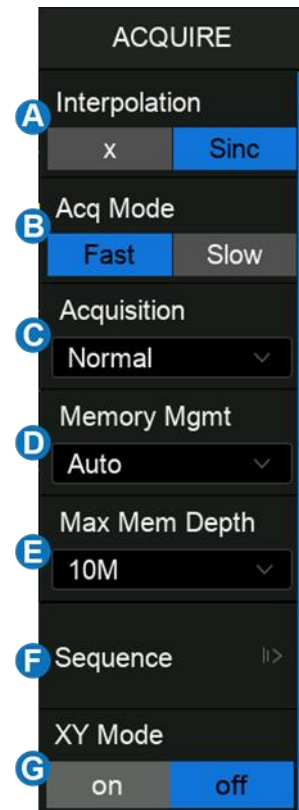 ACQUIRE
Interpolation
A
x Sinc
Acq Mode
B
Fast Slow
Acquisition
C
Normal
Memory Mgmt
D
Auto
Max Mem Depth
E
10M
F Sequence
XY Mode
G
on off